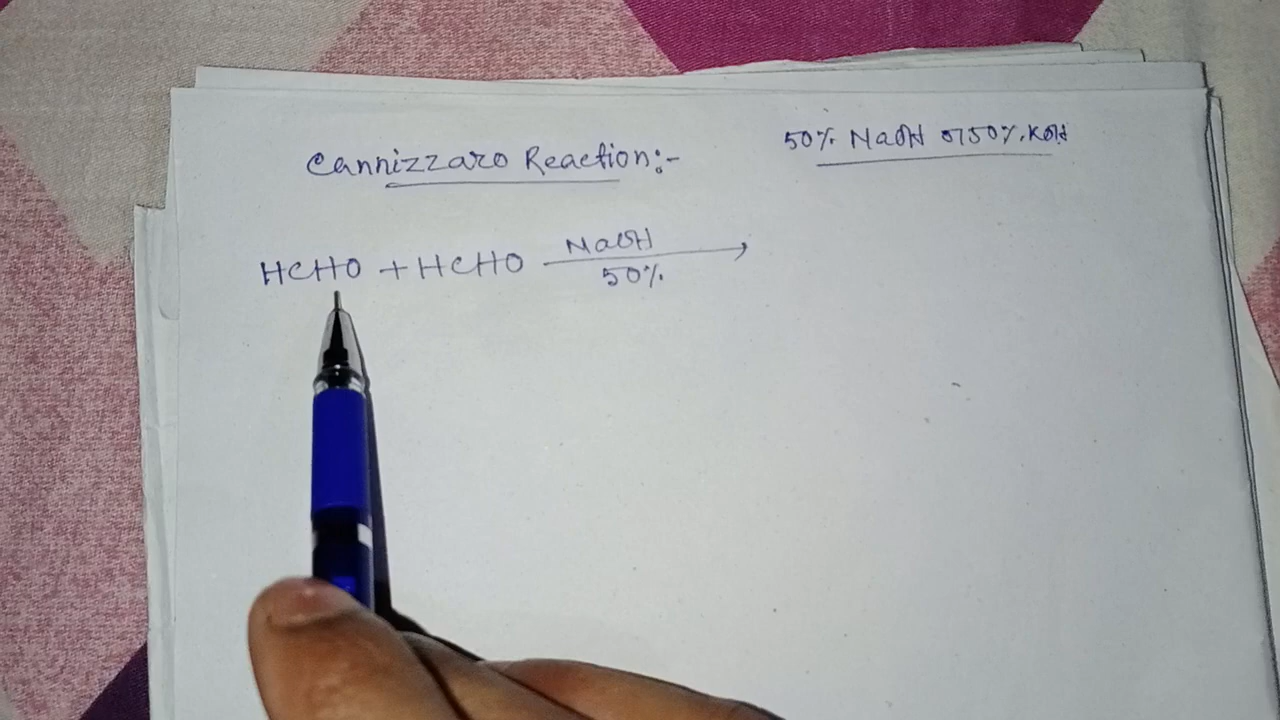 Cannizzaro Reaction:-
50% NaOH or 50% KOH
HCHO + HCHO NaOH
50%